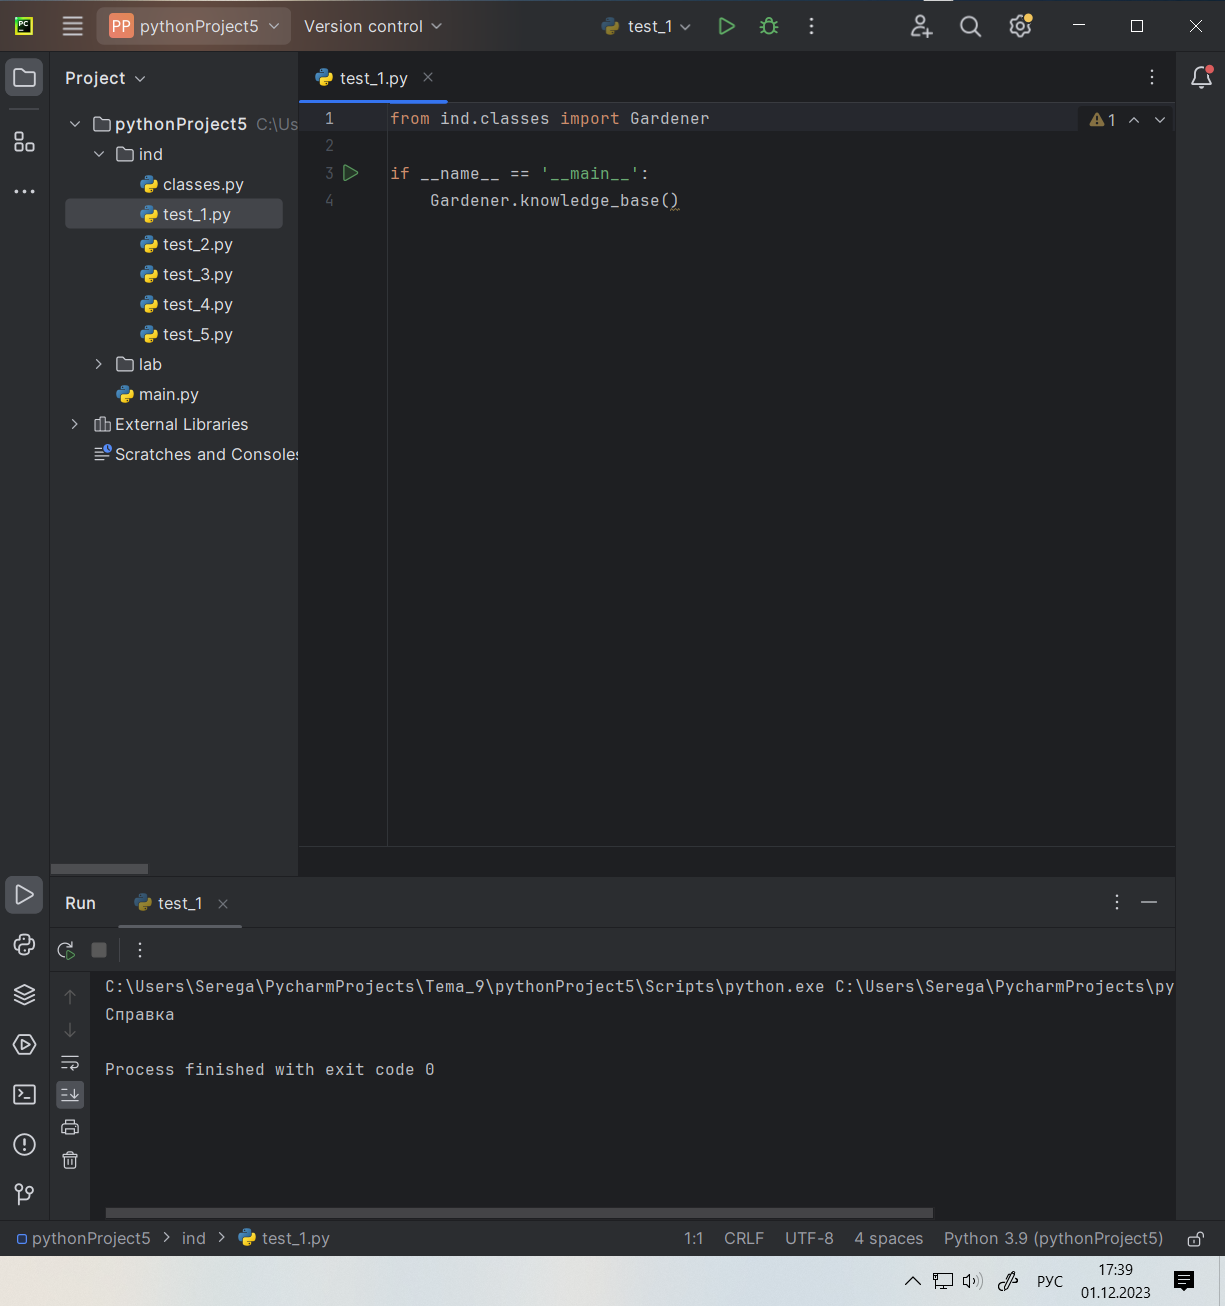 PC
PP pythonProject5 Version control test_1
Project
test_1.py
pythonProject5 C:\Us
ind
classes.py
test_1.py
test_2.py
test_3.py
test_4.py
test_5.py
lab
main.py
External Libraries
Scratches and Consoles
1 from ind.classes import Gardener
1
2
3 if __name__ == '__main__':
4 Gardener.knowledge_base()
Run test_1
C:\Users\Serega\PycharmProjects\Tema_9\pythonProject5\Scripts\python.exe C:\Users\Serega\PycharmProjects\py
Справка
Process finished with exit code 0
pythonProject5 > ind > test_1.py 1:1 CRLF UTF-8 4 spaces Python 3.9 (pythonProject5)
РУС
17:39
01.12.2023